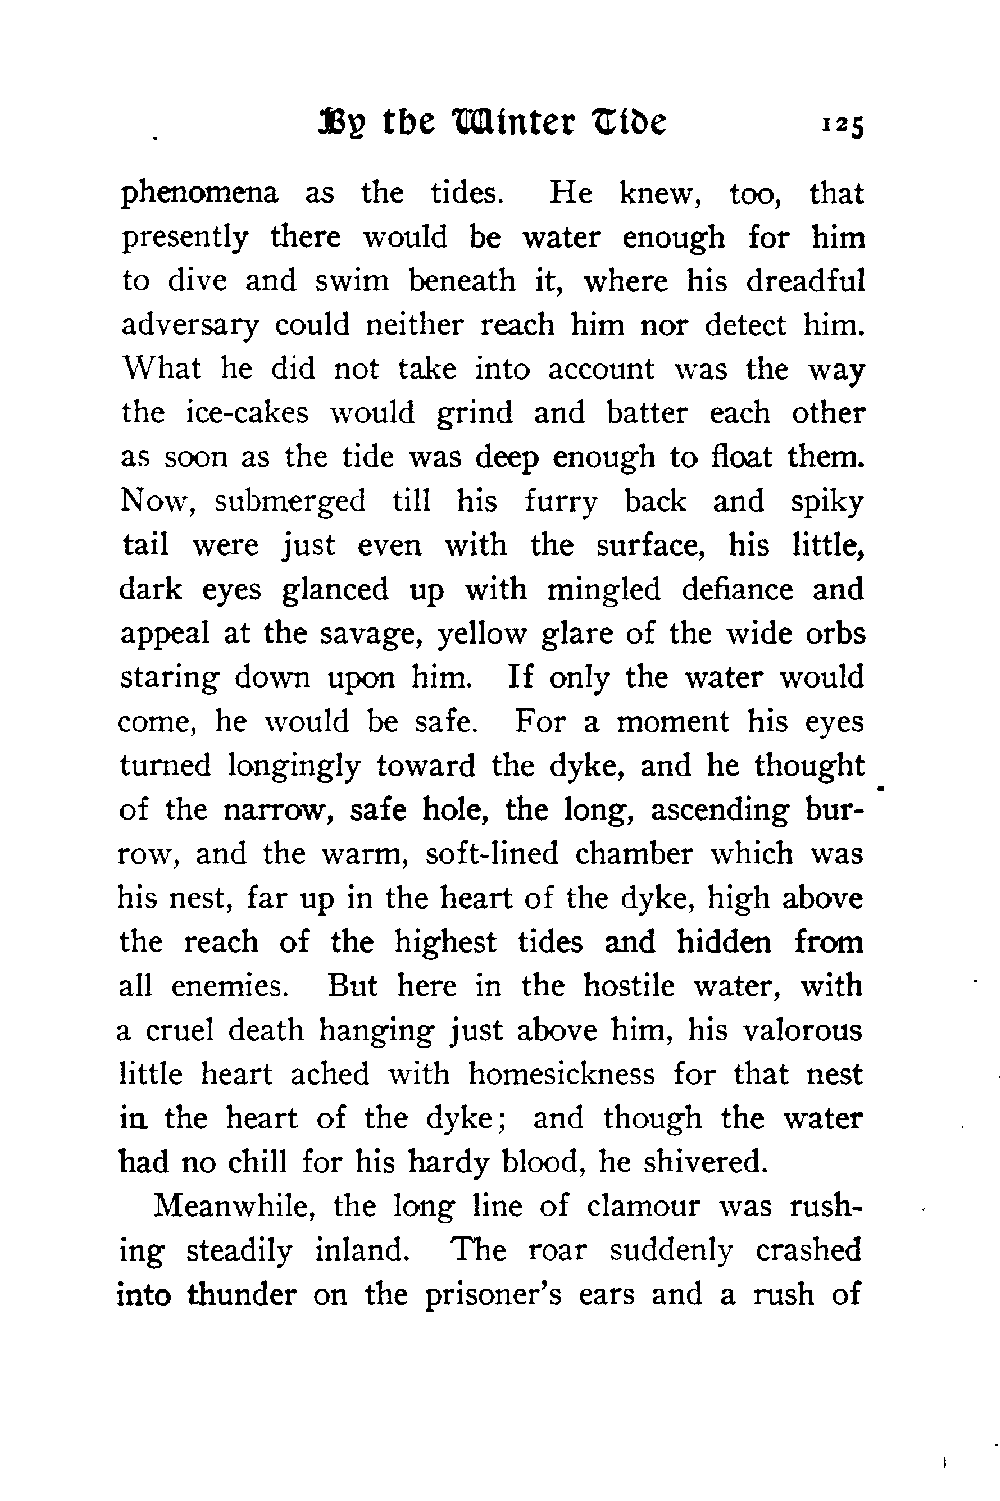 By the Winter Tide 125
phenomena as the tides. He knew, too, that
presently there would be water enough for him
to dive and swim beneath it, where his dreadful
adversary could neither reach him nor detect him.
What he did not take into account was the way
the ice-cakes would grind and batter each other
as soon as the tide was deep enough to float them.
Now, submerged till his furry back and spiky
tail were just even with the surface, his little,
dark eyes glanced up with mingled defiance and
appeal at the savage, yellow glare of the wide orbs
staring down upon him. If only the water would
come, he would be safe. For a moment his eyes
turned longingly toward the dyke, and he thought
of the narrow, safe hole, the long, ascending bur-
row, and the warm, soft-lined chamber which was
his nest, far up in the heart of the dyke, high above
the reach of the highest tides and hidden from
all enemies. But here in the hostile water, with
a cruel death hanging just above him, his valorous
little heart ached with homesickness for that nest
in the heart of the dyke; and though the water
had no chill for his hardy blood, he shivered.
Meanwhile, the long line of clamour was rush-
ing steadily inland. The roar suddenly crashed
into thunder on the prisoner's ears and a rush of